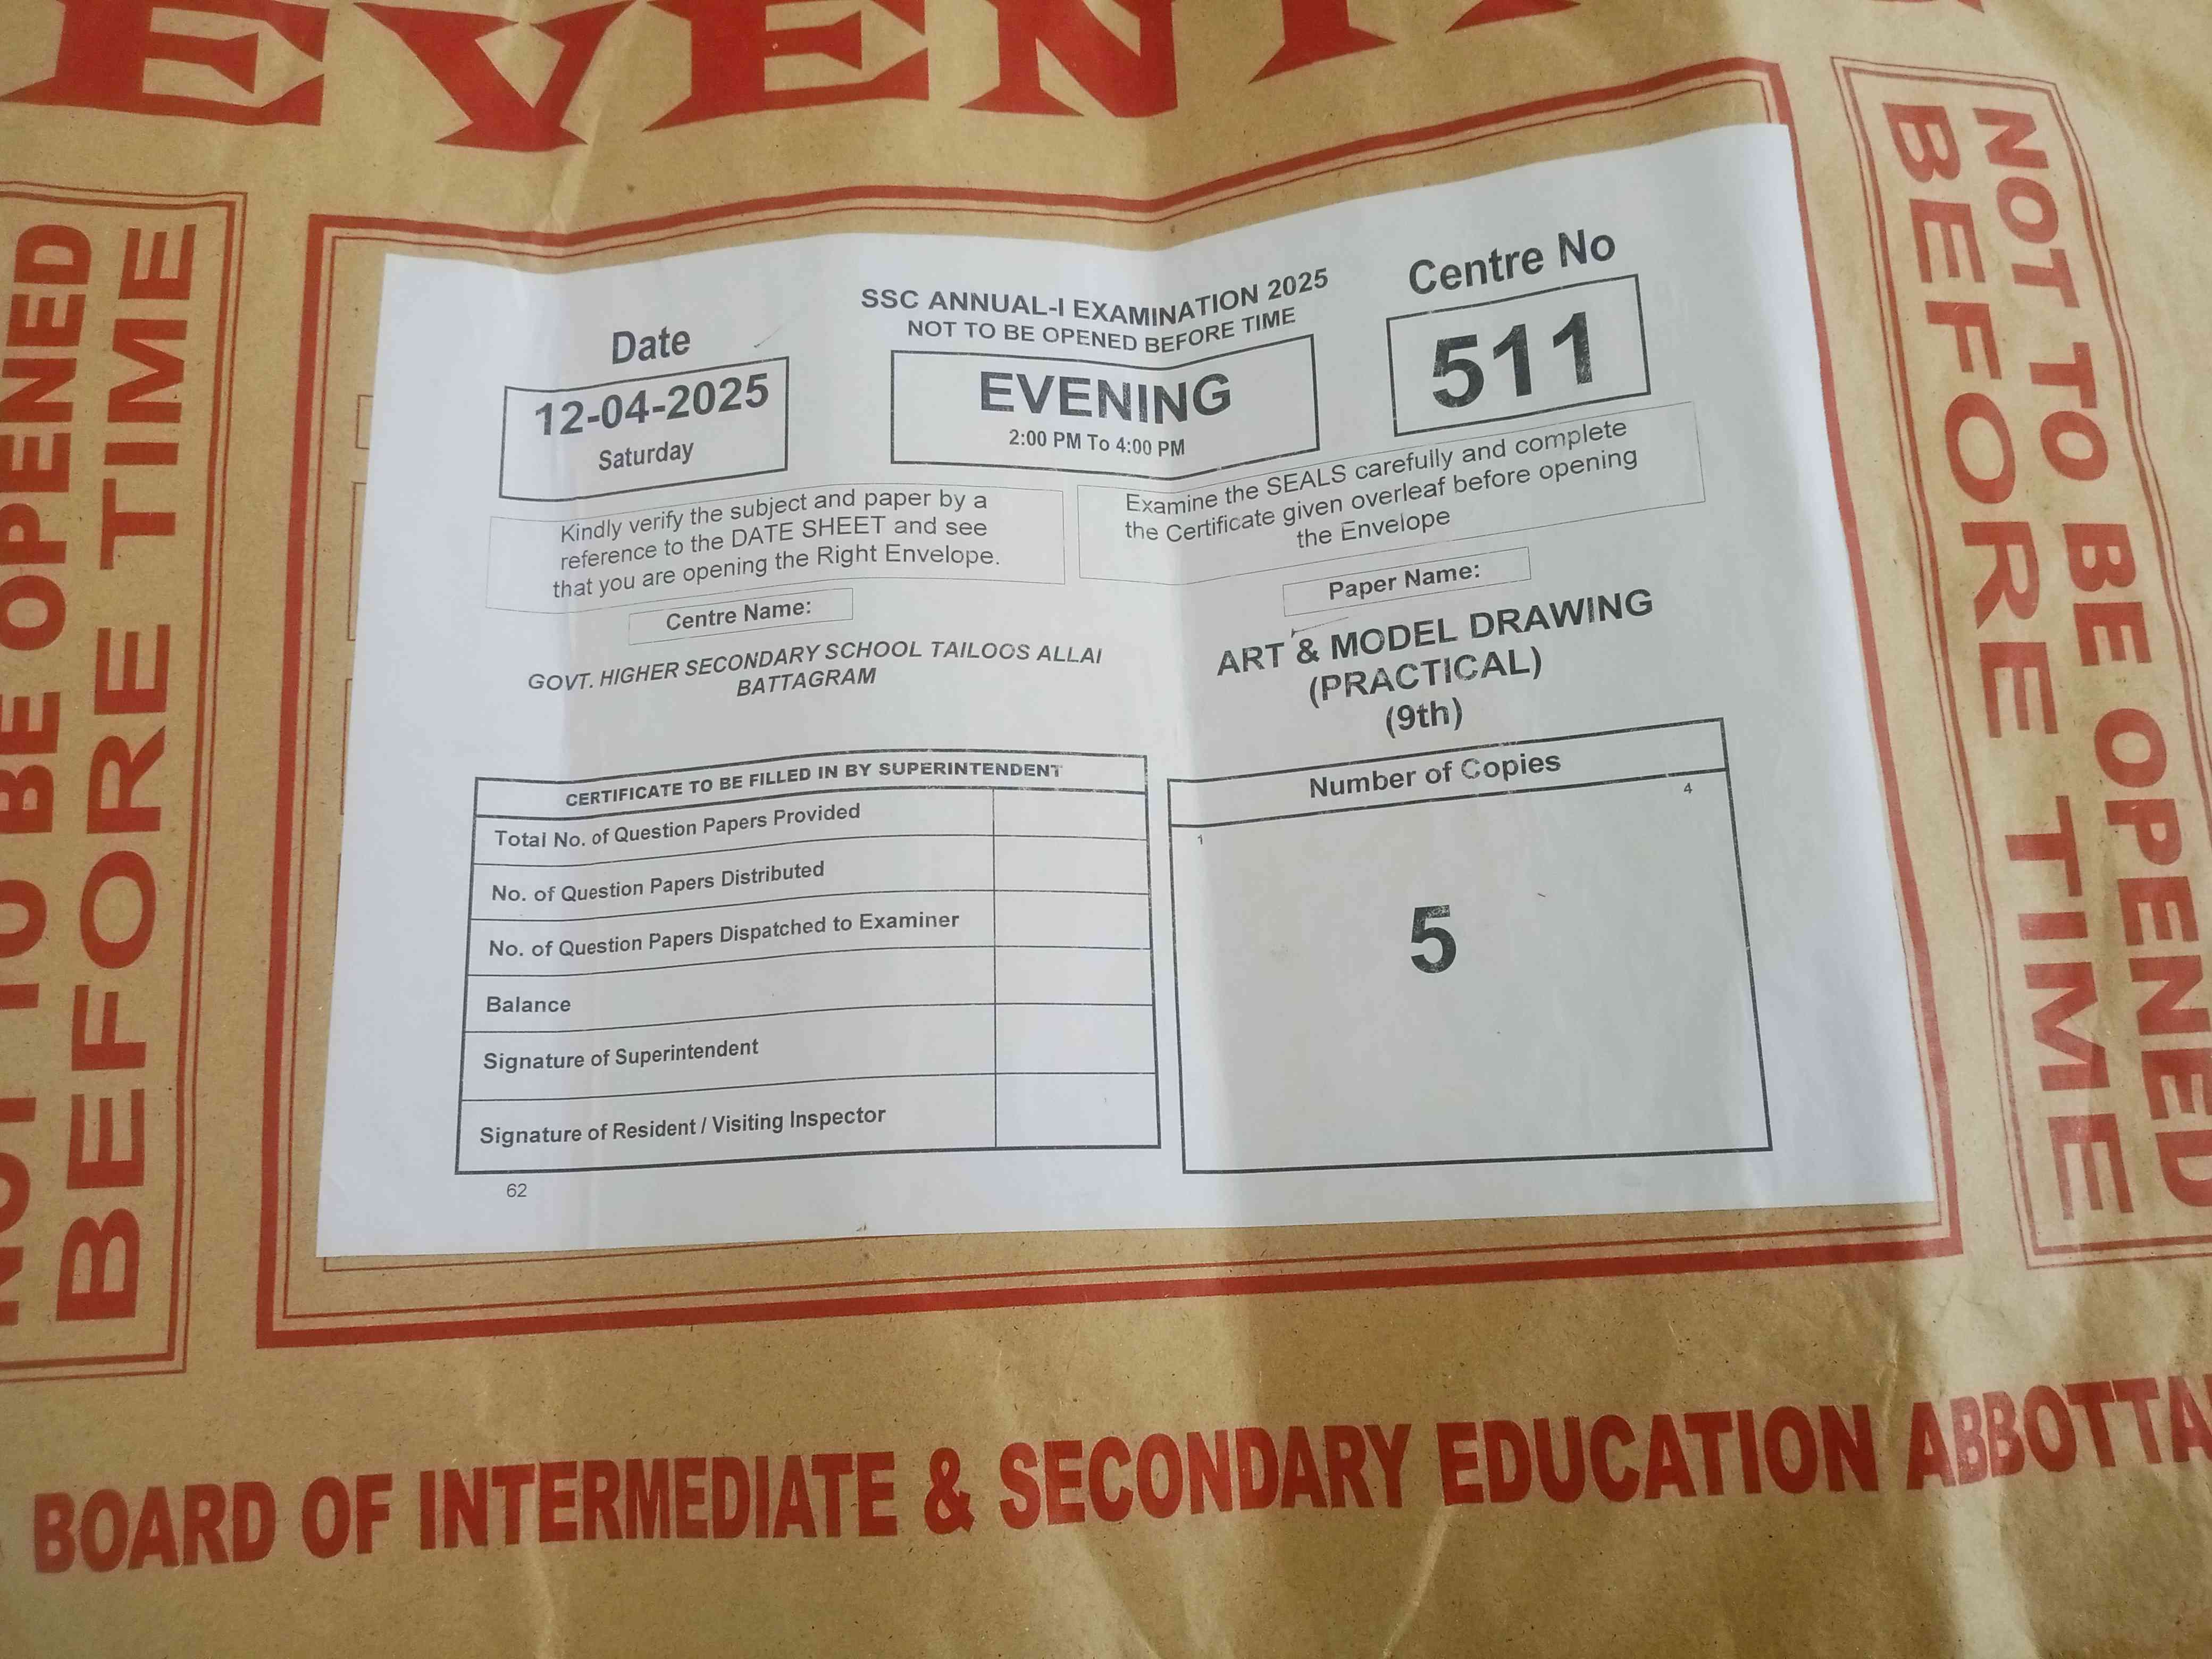 EVENING
NOT TO BE OPENED
BEFORE TIME
SSC ANNUAL-I EXAMINATION 2025
NOT TO BE OPENED BEFORE TIME
Date
12-04-2025
Saturday
EVENING
2:00 PM To 4:00 PM
Centre No
511
Kindly verify the subject and paper by a
reference to the DATE SHEET and see
that you are opening the Right Envelope.
Examine the SEALS carefully and complete
the Certificate given overleaf before opening
the Envelope
Centre Name:
GOVT. HIGHER SECONDARY SCHOOL TAILOOS ALLAI
BATTAGRAM
Paper Name:
ART & MODEL DRAWING
(PRACTICAL)
(9th)
CERTIFICATE TO BE FILLED IN BY SUPERINTENDENT
Total No. of Question Papers Provided
No. of Question Papers Distributed
No. of Question Papers Dispatched to Examiner
Balance
Signature of Superintendent
Signature of Resident / Visiting Inspector
62
Number of Copies
1
4
5
NOT TO BE OPENED
BEFORE TIME
BOARD OF INTERMEDIATE & SECONDARY EDUCATION ABBOTTA